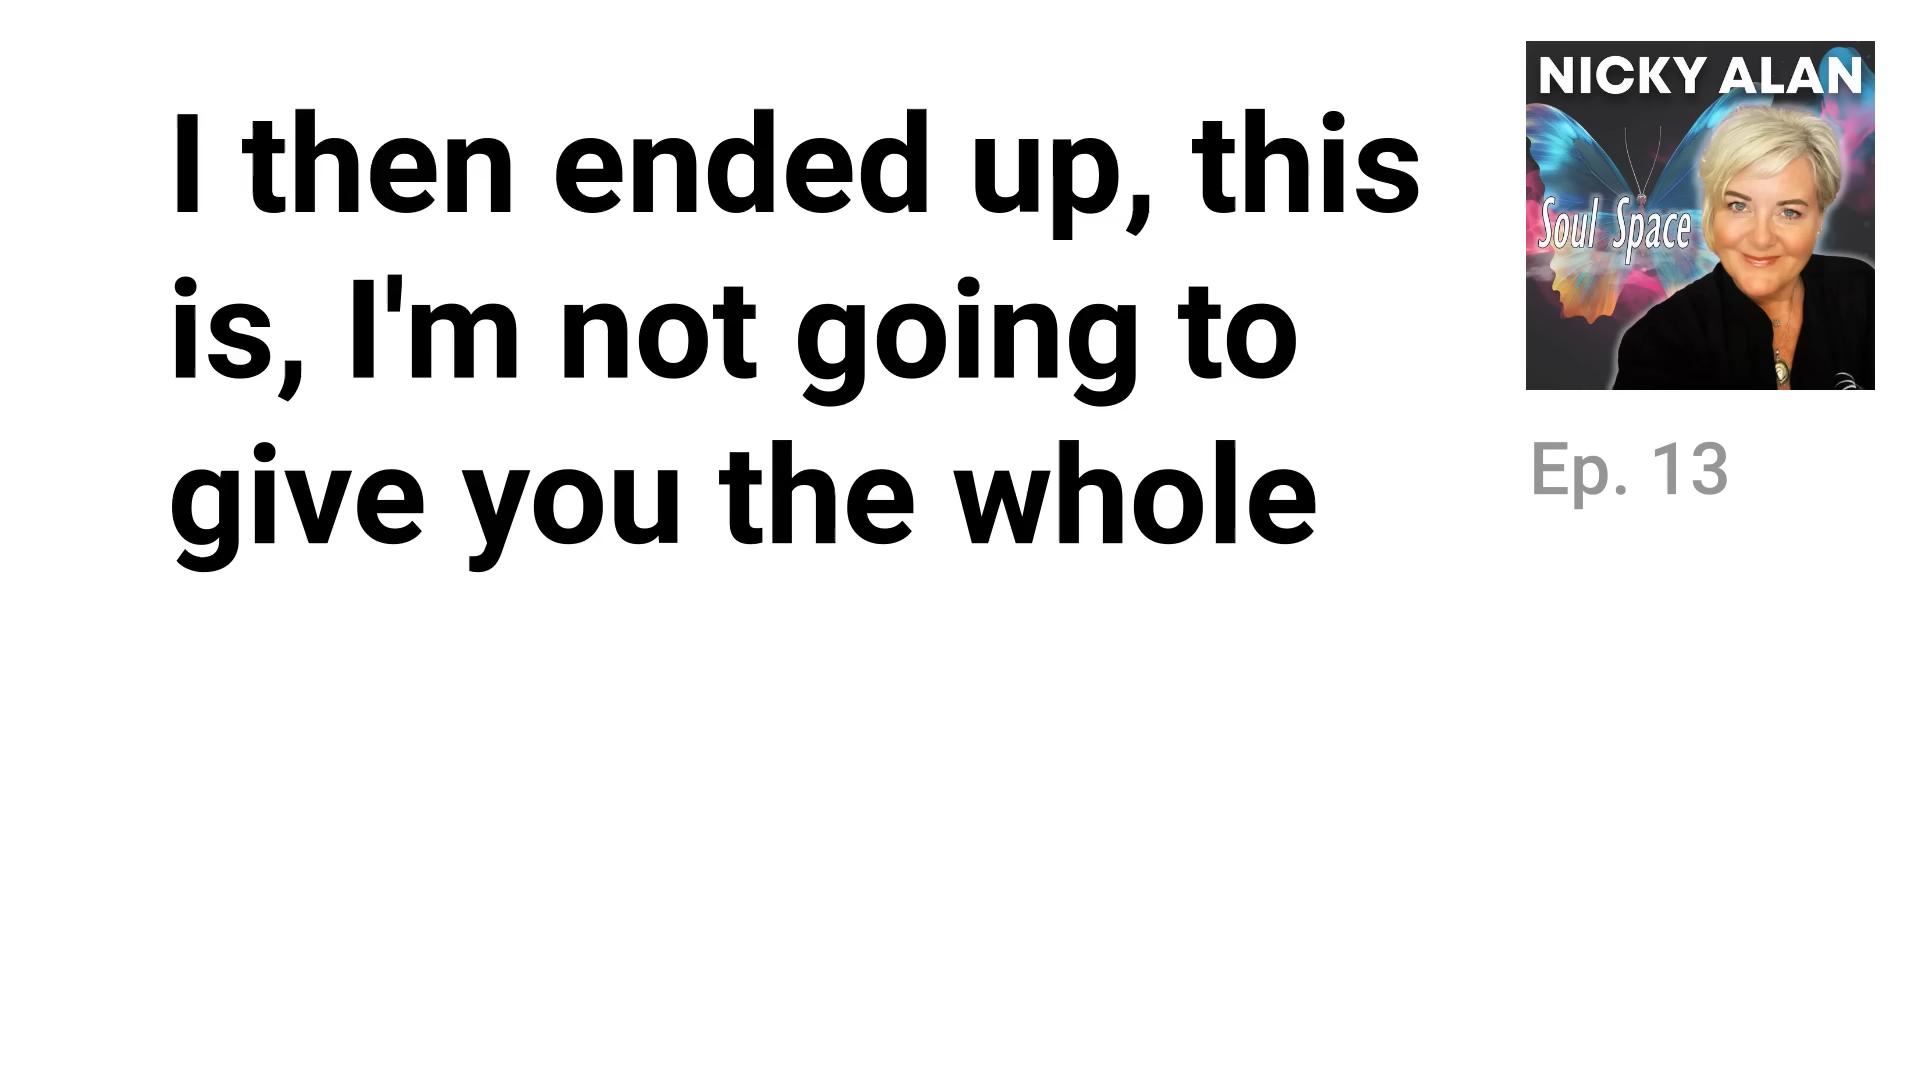 I then ended up, this
is, I'm not going to
give you the whole
NICKY ALAN
Soul Space
Ep. 13